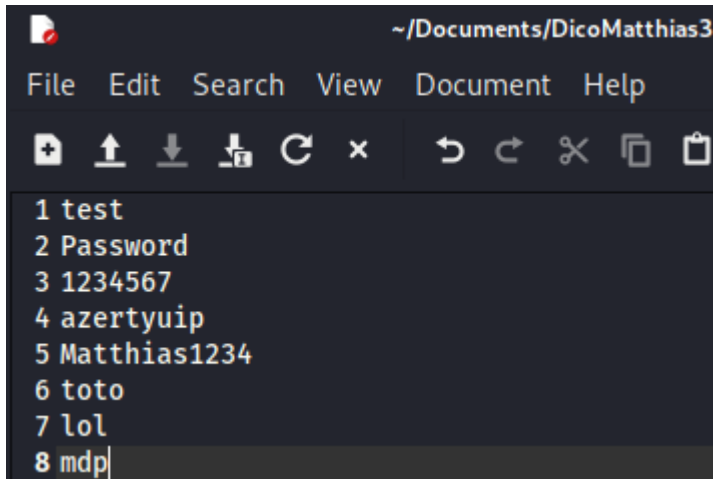 ~/Documents/DicoMatthias3
File Edit Search View Document Help
1 test
2 Password
3 1234567
4 azertyuip
5 Matthias1234
6 toto
7 lol
8 mdp